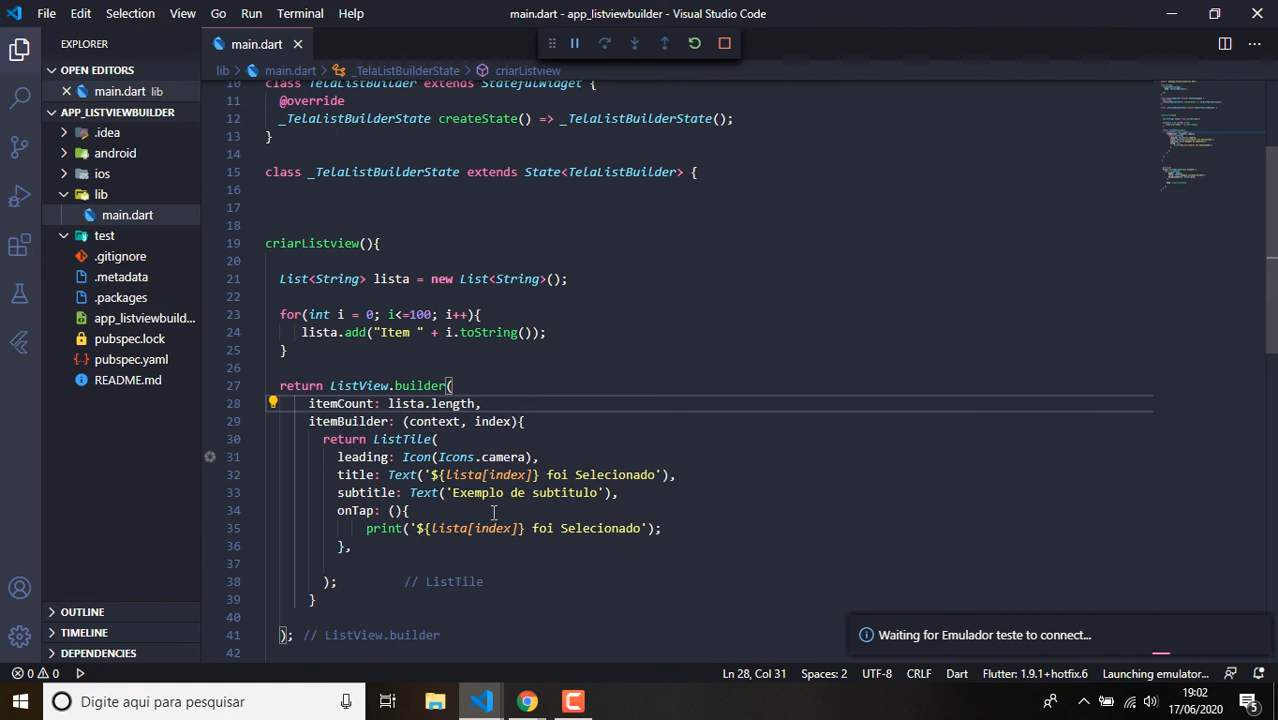 File Edit Selection View Go Run Terminal Help
main.dart - app_listviewbuilder - Visual Studio Code
EXPLORER
OPEN EDITORS
main.dart lib
APP_LISTVIEWBUILDER
.idea
android
ios
lib
main.dart
test
.gitignore
.metadata
.packages
app_listviewbuild...
pubspec.lock
pubspec.yaml
README.md
OUTLINE
TIMELINE
DEPENDENCIES
main.dart
lib > main.dart > _TelaListBuilderState > criarListview
10 class TelaListBuilder extends StatefulWidget {
11 @override
12 _TelaListBuilderState createState() => _TelaListBuilderState();
13 }
14
15 class _TelaListBuilderState extends State<TelaListBuilder> {
16
17
18
19 criarListview(){
20
21 List<String> lista = new List<String>();
22
23 for(int i = 0; i<=100; i++){
24 lista.add("Item " + i.toString());
25 }
26
27 return ListView.builder(
28 itemCount: lista.length,
29 itemBuilder: (context, index){
30 return ListTile(
31 leading: Icon(Icons.camera),
32 title: Text('${lista[index]} foi Selecionado'),
33 subtitle: Text('Exemplo de subtitulo'),
34 onTap: (){
35 print('${lista[index]} foi Selecionado');
36 },
37
38 ); // ListTile
39 }
40
41 ); // ListView.builder
42
Waiting for Emulador teste to connect...
0 0 Ln 28, Col 31 Spaces: 2 UTF-8 CRLF Dart Flutter: 1.9.1+hotfix.6 Launching emulator...
Digite aqui para pesquisar
19:02
17/06/2020
5